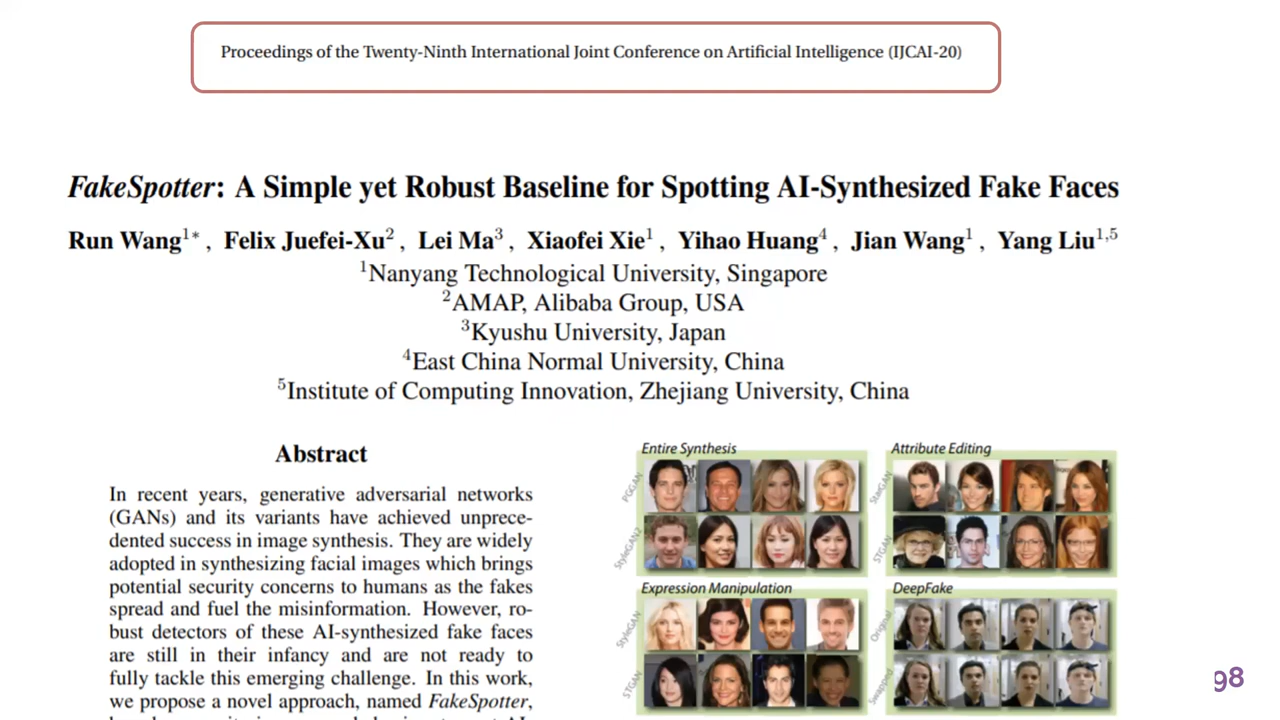 Proceedings of the Twenty-Ninth International Joint Conference on Artificial Intelligence (IJCAI-20)
FakeSpotter: A Simple yet Robust Baseline for Spotting AI-Synthesized Fake Faces
Run Wang1*, Felix Juefei-Xu2, Lei Ma3, Xiaofei Xie1, Yihao Huang4, Jian Wang1, Yang Liu1,5
1Nanyang Technological University, Singapore
2AMAP, Alibaba Group, USA
3Kyushu University, Japan
4East China Normal University, China
5Institute of Computing Innovation, Zhejiang University, China
Abstract
In recent years, generative adversarial networks
(GANs) and its variants have achieved unprece-
dented success in image synthesis. They are widely
adopted in synthesizing facial images which brings
potential security concerns to humans as the fakes
spread and fuel the misinformation. However, ro-
bust detectors of these AI-synthesized fake faces
are still in their infancy and are not ready to
fully tackle this emerging challenge. In this work,
we propose a novel approach, named FakeSpotter,
Entire Synthesis
PGGAN
StyleGAN2
Attribute Editing
StarGAN
STGAN
Expression Manipulation
StyleGAN
STGAN
DeepFake
Original
Swapped
98